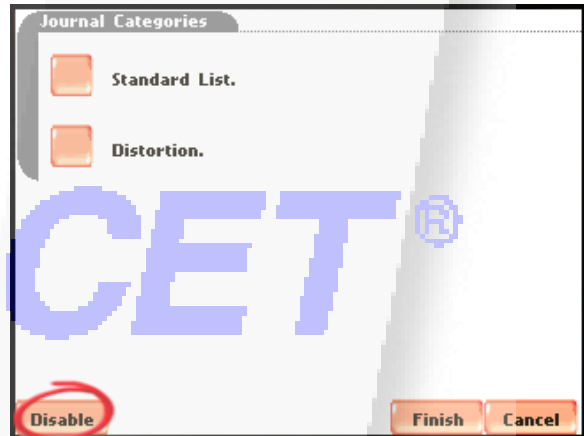 Journal Categories
Standard List.
Distortion.
CET®
Disable
Finish Cancel